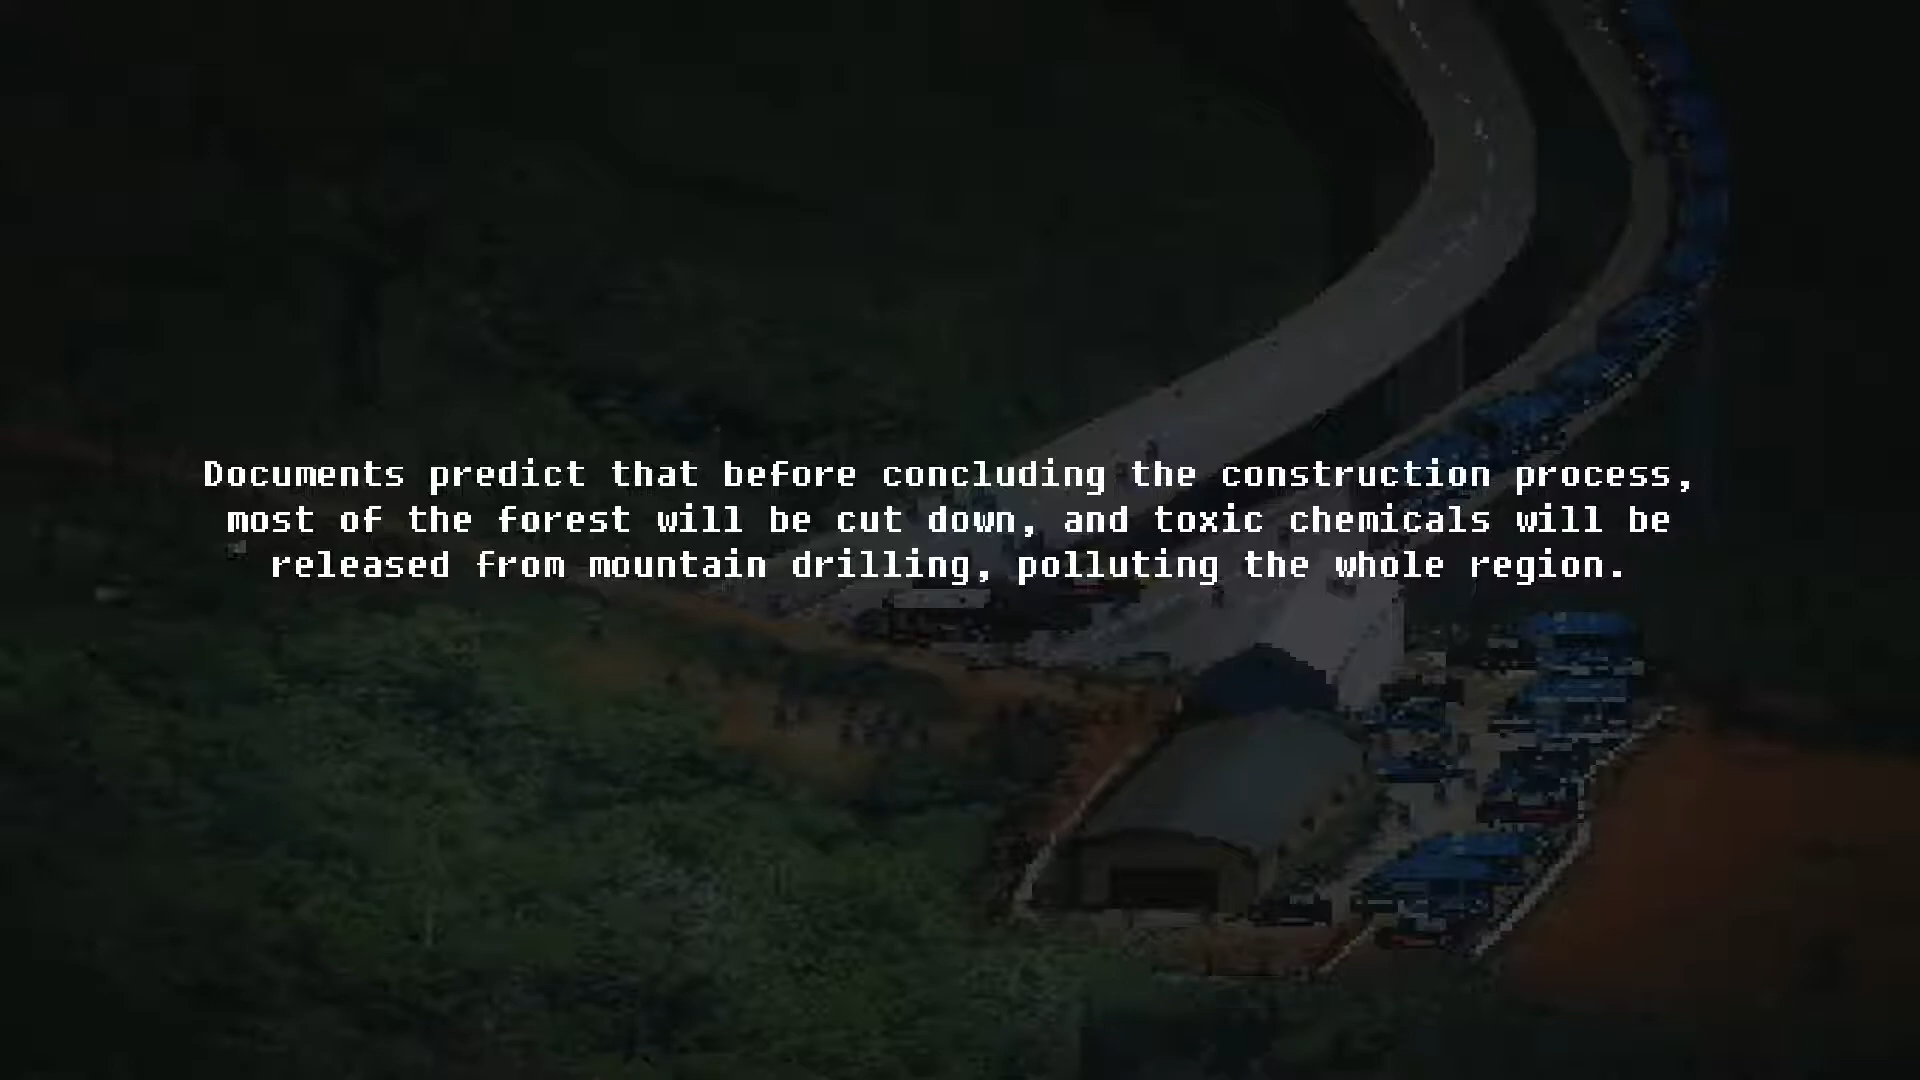 Documents predict that before concluding the construction process,
most of the forest will be cut down, and toxic chemicals will be
released from mountain drilling, polluting the whole region.